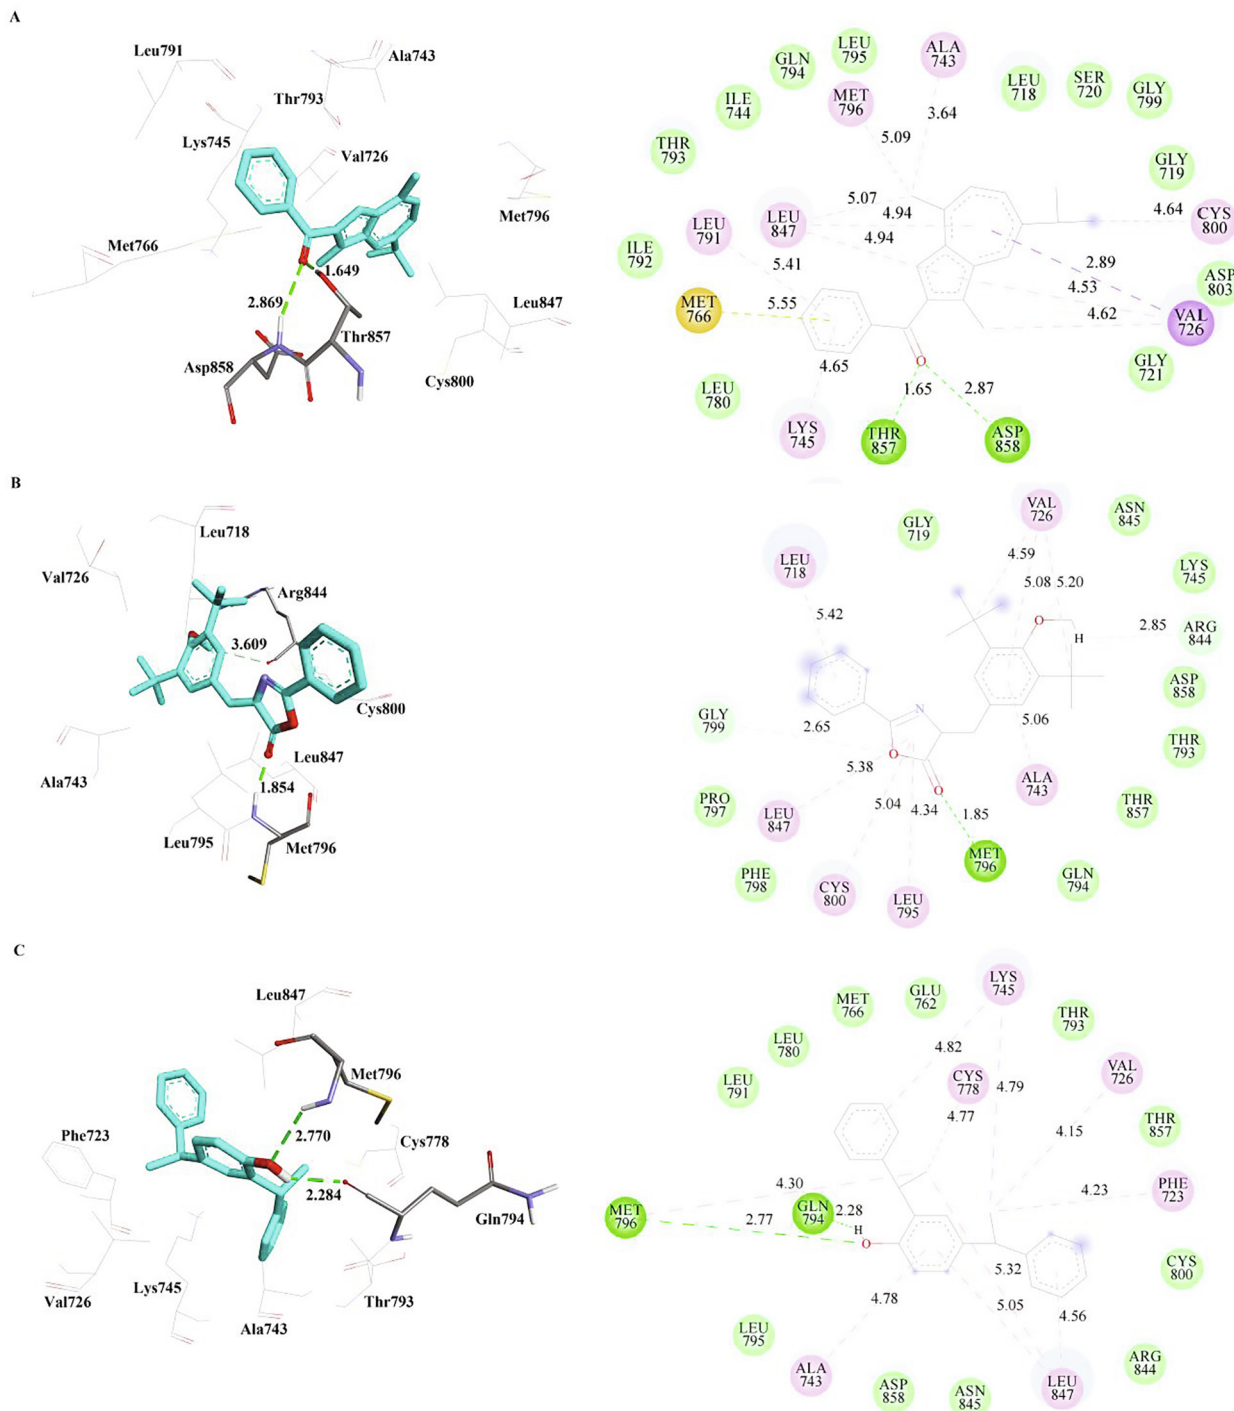 A
Leu791
Ala743
Thr793
Lys745
Val726
Met796
Met766
1.649
2.869
Leu847
Thr857
Asp858
Cys800
LEU
795
ALA
743
GLN
794
LEU
718
SER
720
GLY
799
MET
796
ILE
744
3.64
THR
793
5.09
GLY
719
LEU
791
LEU
847
5.07
4.94
4.94
4.64
CYS
800
ILE
792
5.41
2.89
4.53
ASP
803
MET
766
5.55
4.62
VAL
726
4.65
GLY
721
LEU
780
1.65
2.87
LYS
745
THR
857
ASP
858
O
B
Leu718
Val726
Arg844
3.609
Cys800
Ala743
Leu847
1.854
Leu795
Met796
VAL
726
ASN
845
GLY
719
LEU
718
4.59
LYS
745
5.08
5.20
5.42
O
H
2.85
ARG
844
ASP
858
GLY
799
2.65
N
5.06
THR
793
O
5.38
ALA
743
PRO
797
LEU
847
O
5.04
4.34
1.85
THR
857
MET
796
PHE
798
CYS
800
LEU
795
GLN
794
C
Leu847
Met796
Phe723
2.770
Cys778
2.284
Gln794
Val726
Lys745
Ala743
Thr793
LYS
745
MET
766
GLU
762
THR
793
LEU
780
4.82
LEU
791
CYS
778
4.79
VAL
726
4.77
4.15
THR
857
PHE
723
4.30
4.23
MET
796
GLN
794
2.28
2.77
H
O
CYS
800
5.32
4.78
5.05
4.56
LEU
795
ALA
743
ARG
844
ASP
858
ASN
845
LEU
847